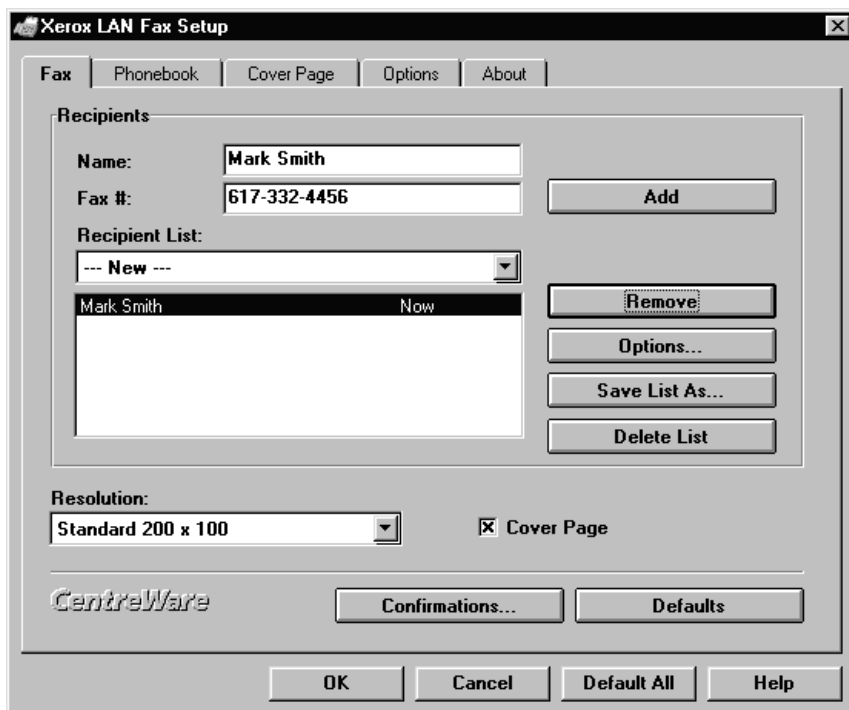 Xerox LAN Fax Setup
Fax Phonebook Cover Page Options About
Recipients
Name: Mark Smith
Fax #: 617-332-4456 Add
Recipient List:
--- New ---
Mark Smith Now Remove
Options...
Save List As...
Delete List
Resolution:
Standard 200 x 100 Cover Page
CentreWare Confirmations... Defaults
OK Cancel Default All Help